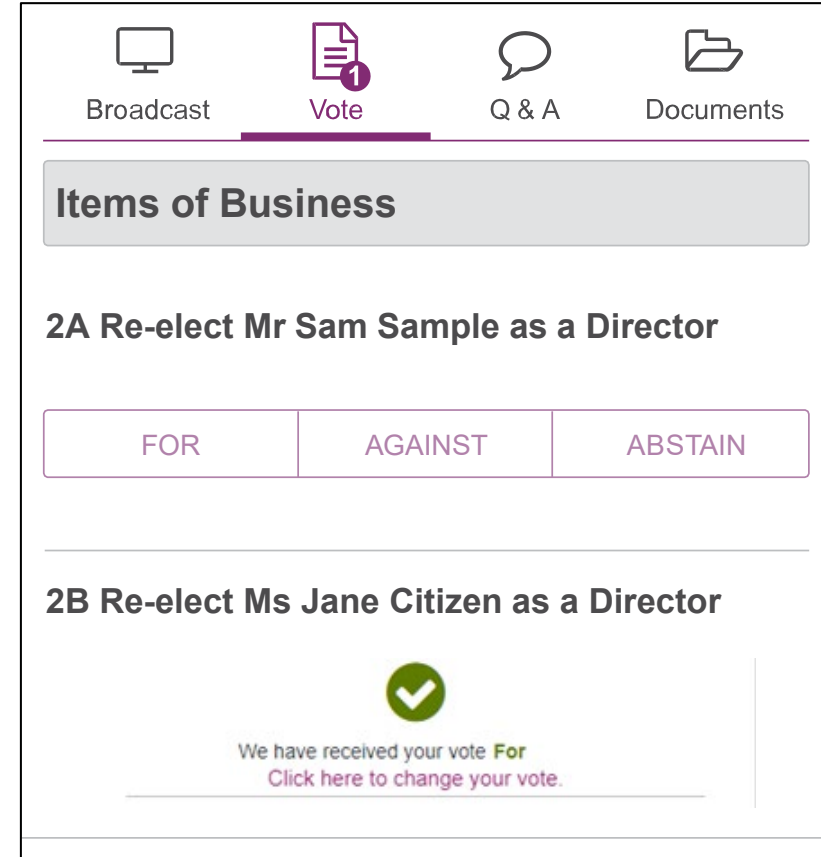 1
Broadcast Vote Q & A Documents
Items of Business
2A Re-elect Mr Sam Sample as a Director
FOR AGAINST ABSTAIN
2B Re-elect Ms Jane Citizen as a Director
We have received your vote For
Click here to change your vote.